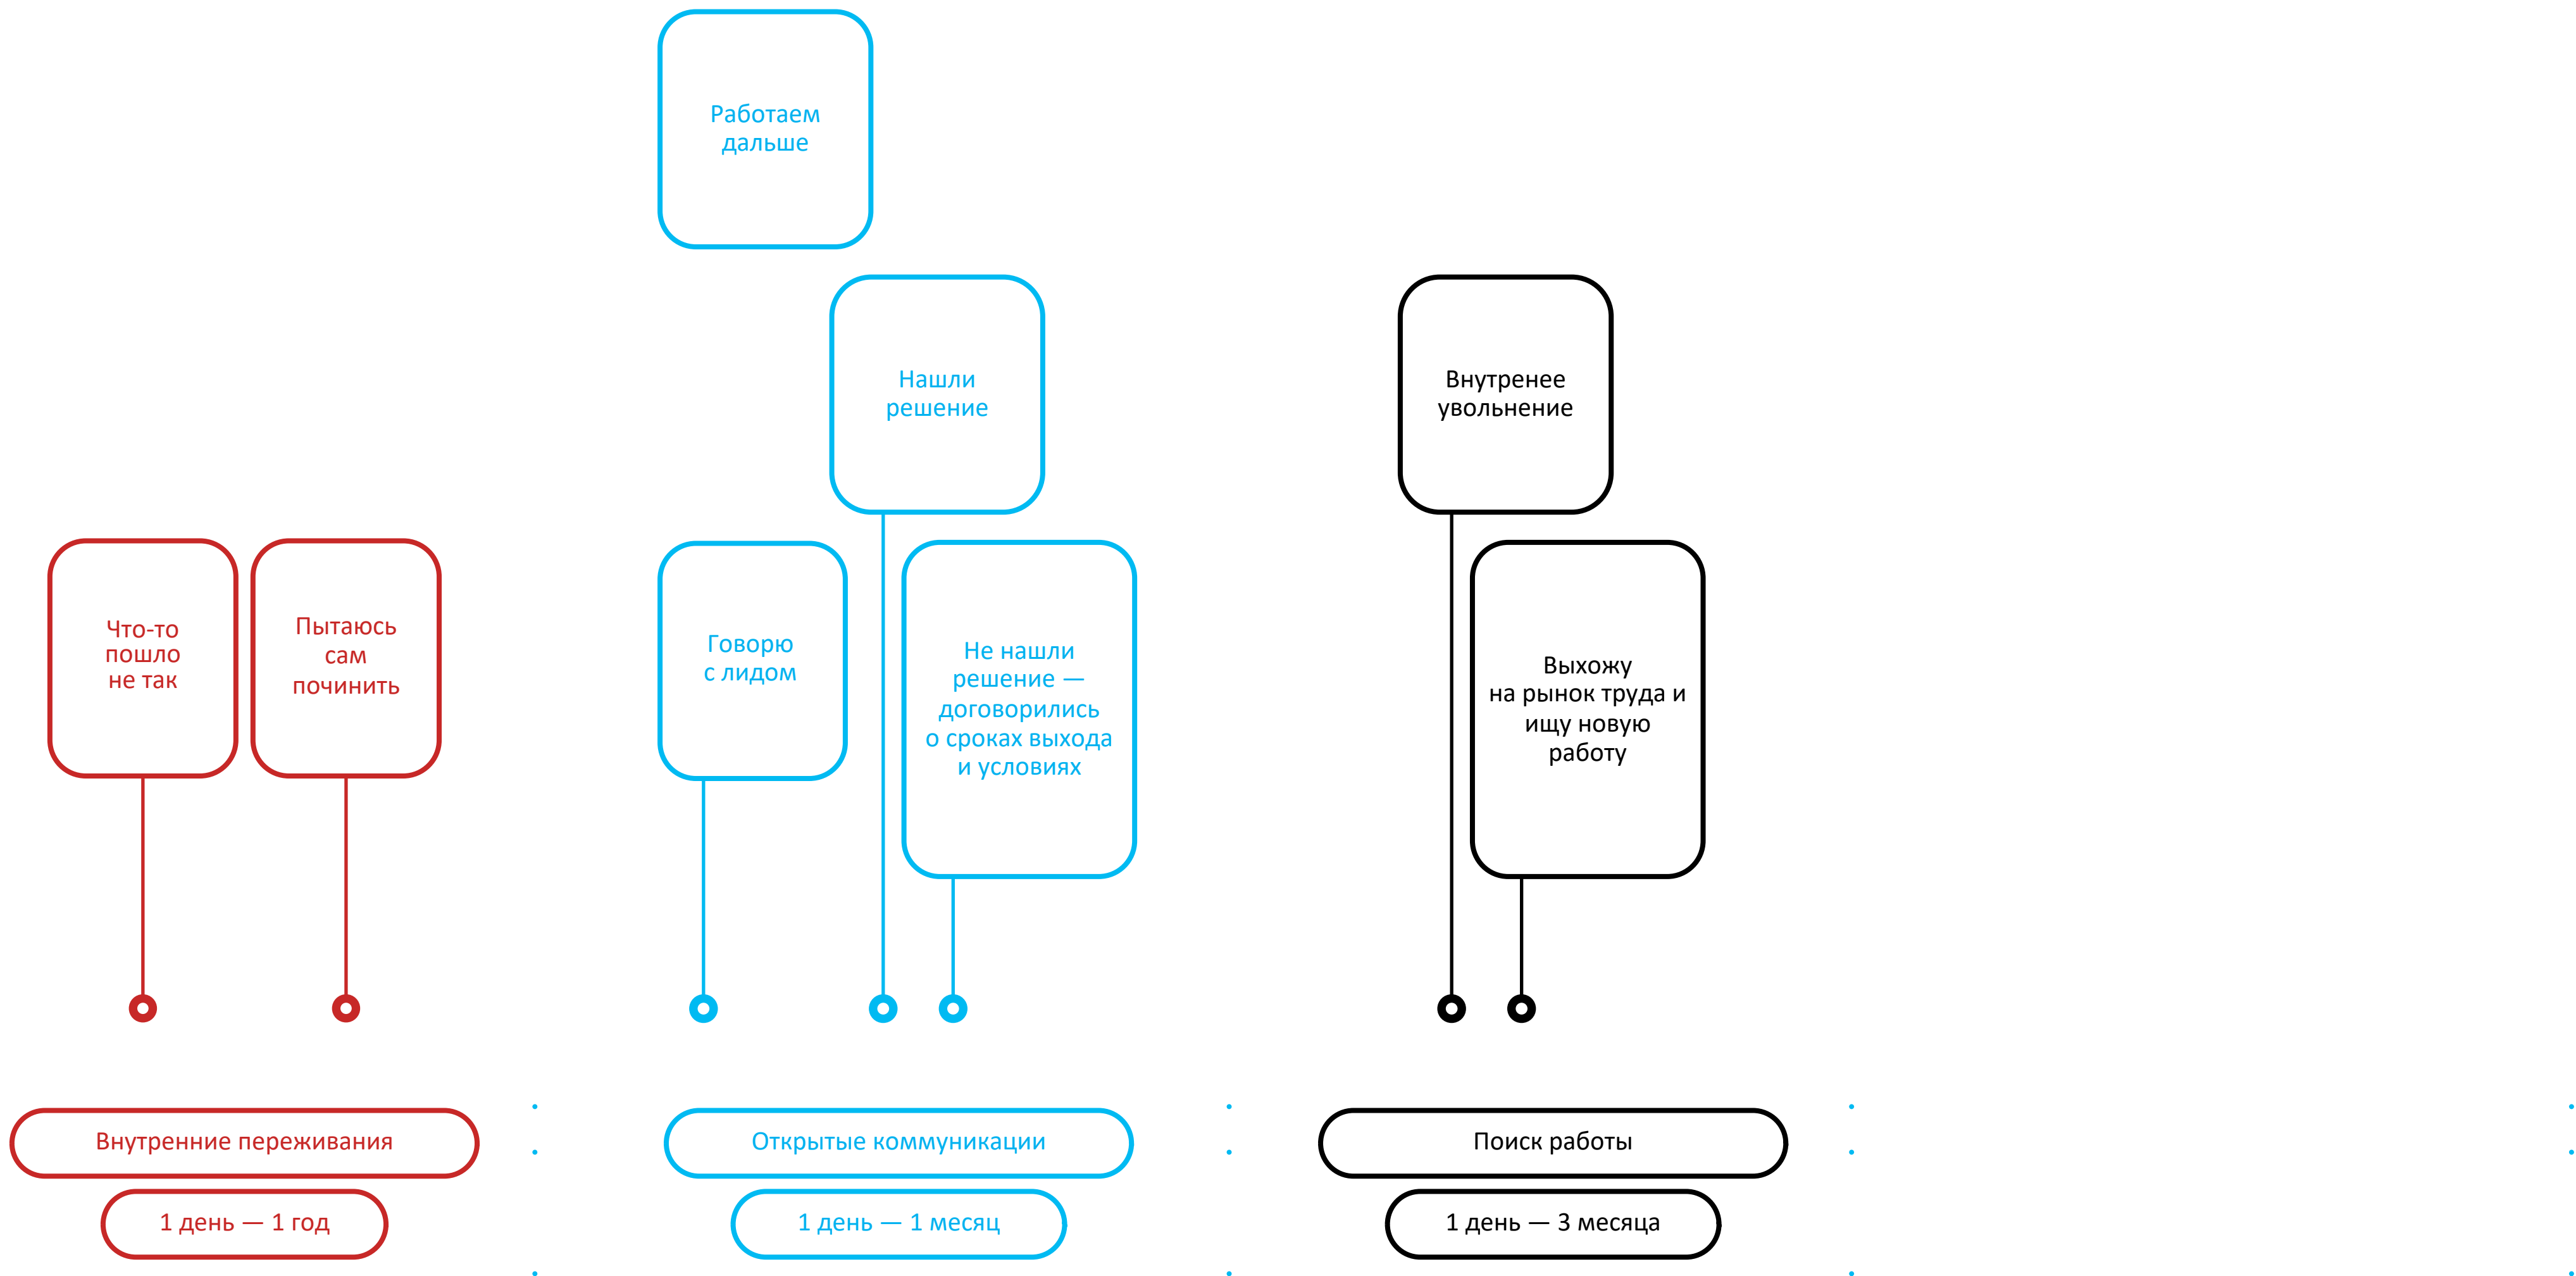 Работаем
дальше
Нашли
решение
Внутренее
увольнение
Что-то
пошло
не так
Пытаюсь
сам
починить
Говорю
с лидом
Не нашли
решение —
договорились
о сроках выхода
и условиях
Выхожу
на рынок труда и
ищу новую
работу
Внутренние переживания
Открытые коммуникации
Поиск работы
1 день — 1 год
1 день — 1 месяц
1 день — 3 месяца